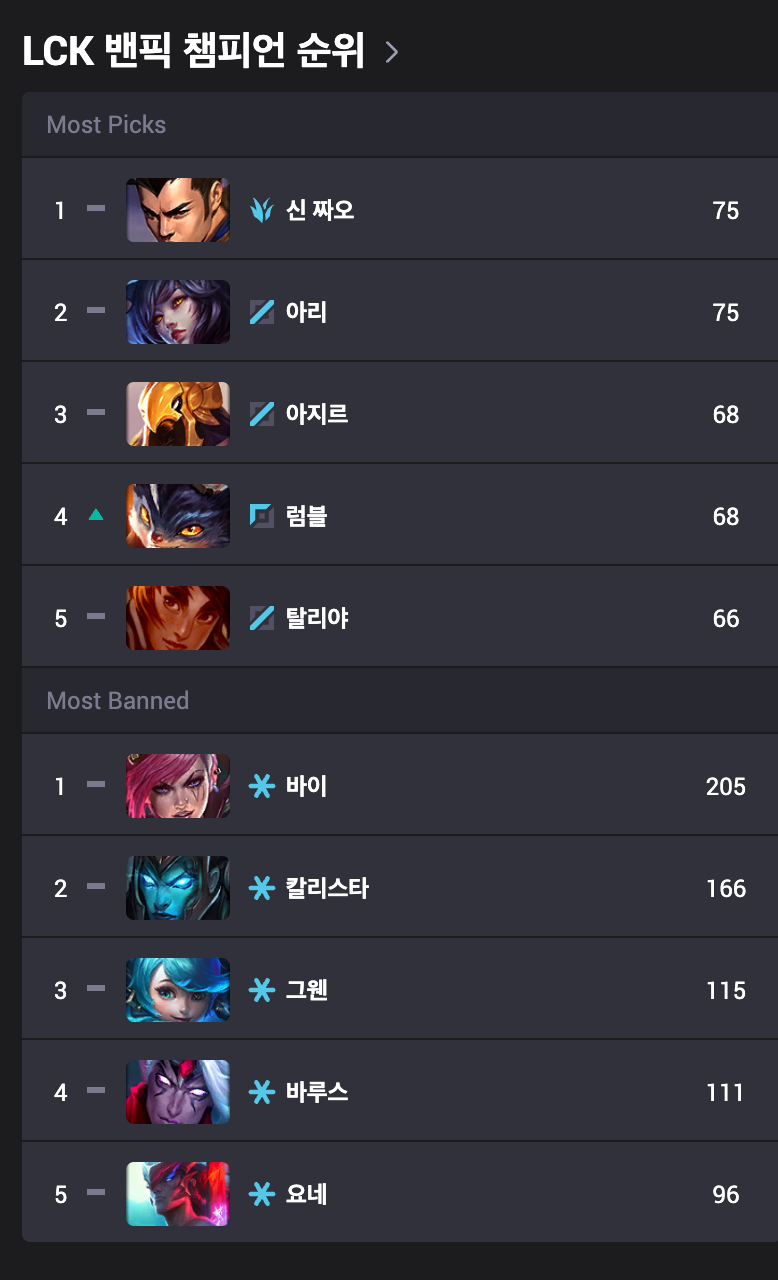 LCK 밴픽 챔피언 순위
Most Picks
1 신 짜오 75
2 아리 75
3 아지르 68
4 럼블 68
5 탈리야 66
Most Banned
1 바이 205
2 칼리스타 166
3 그웬 115
4 바루스 111
5 요네 96